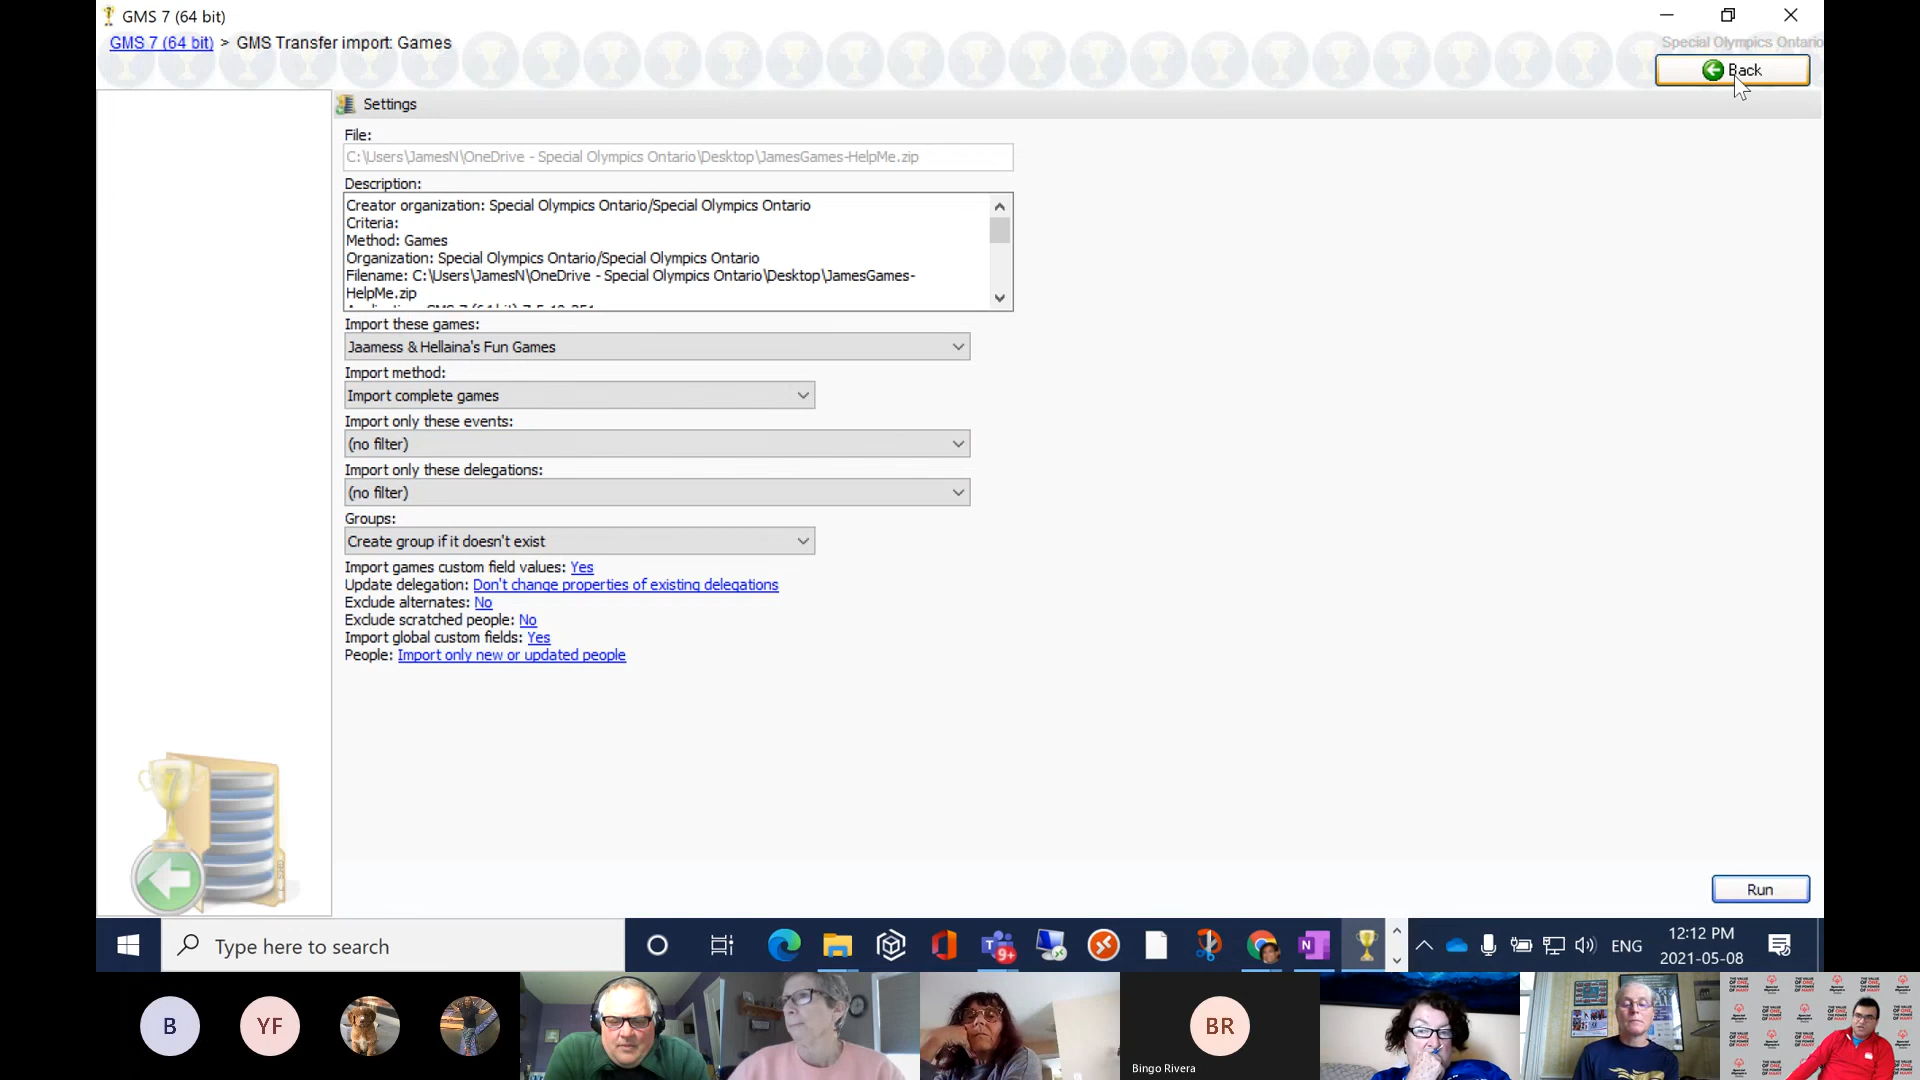 GMS 7 (64 bit)
GMS 7 (64 bit) > GMS Transfer import: Games
Special Olympics Ontario
Back
Settings
File:
C:\Users\JamesN\OneDrive - Special Olympics Ontario\Desktop\JamesGames-HelpMe.zip
Description:
Creator organization: Special Olympics Ontario/Special Olympics Ontario
Criteria:
Method: Games
Organization: Special Olympics Ontario/Special Olympics Ontario
Filename: C:\Users\JamesN\OneDrive - Special Olympics Ontario\Desktop\JamesGames-
HelpMe.zip
Import these games:
Jaamess & Hellaina's Fun Games
Import method:
Import complete games
Import only these events:
(no filter)
Import only these delegations:
(no filter)
Groups:
Create group if it doesn't exist
Import games custom field values: Yes
Update delegation: Don't change properties of existing delegations
Exclude alternates: No
Exclude scratched people: No
Import global custom fields: Yes
People: Import only new or updated people
7
Run
Type here to search
9+
ENG
12:12 PM
2021-05-08
B
YF
BR
Bingo Rivera